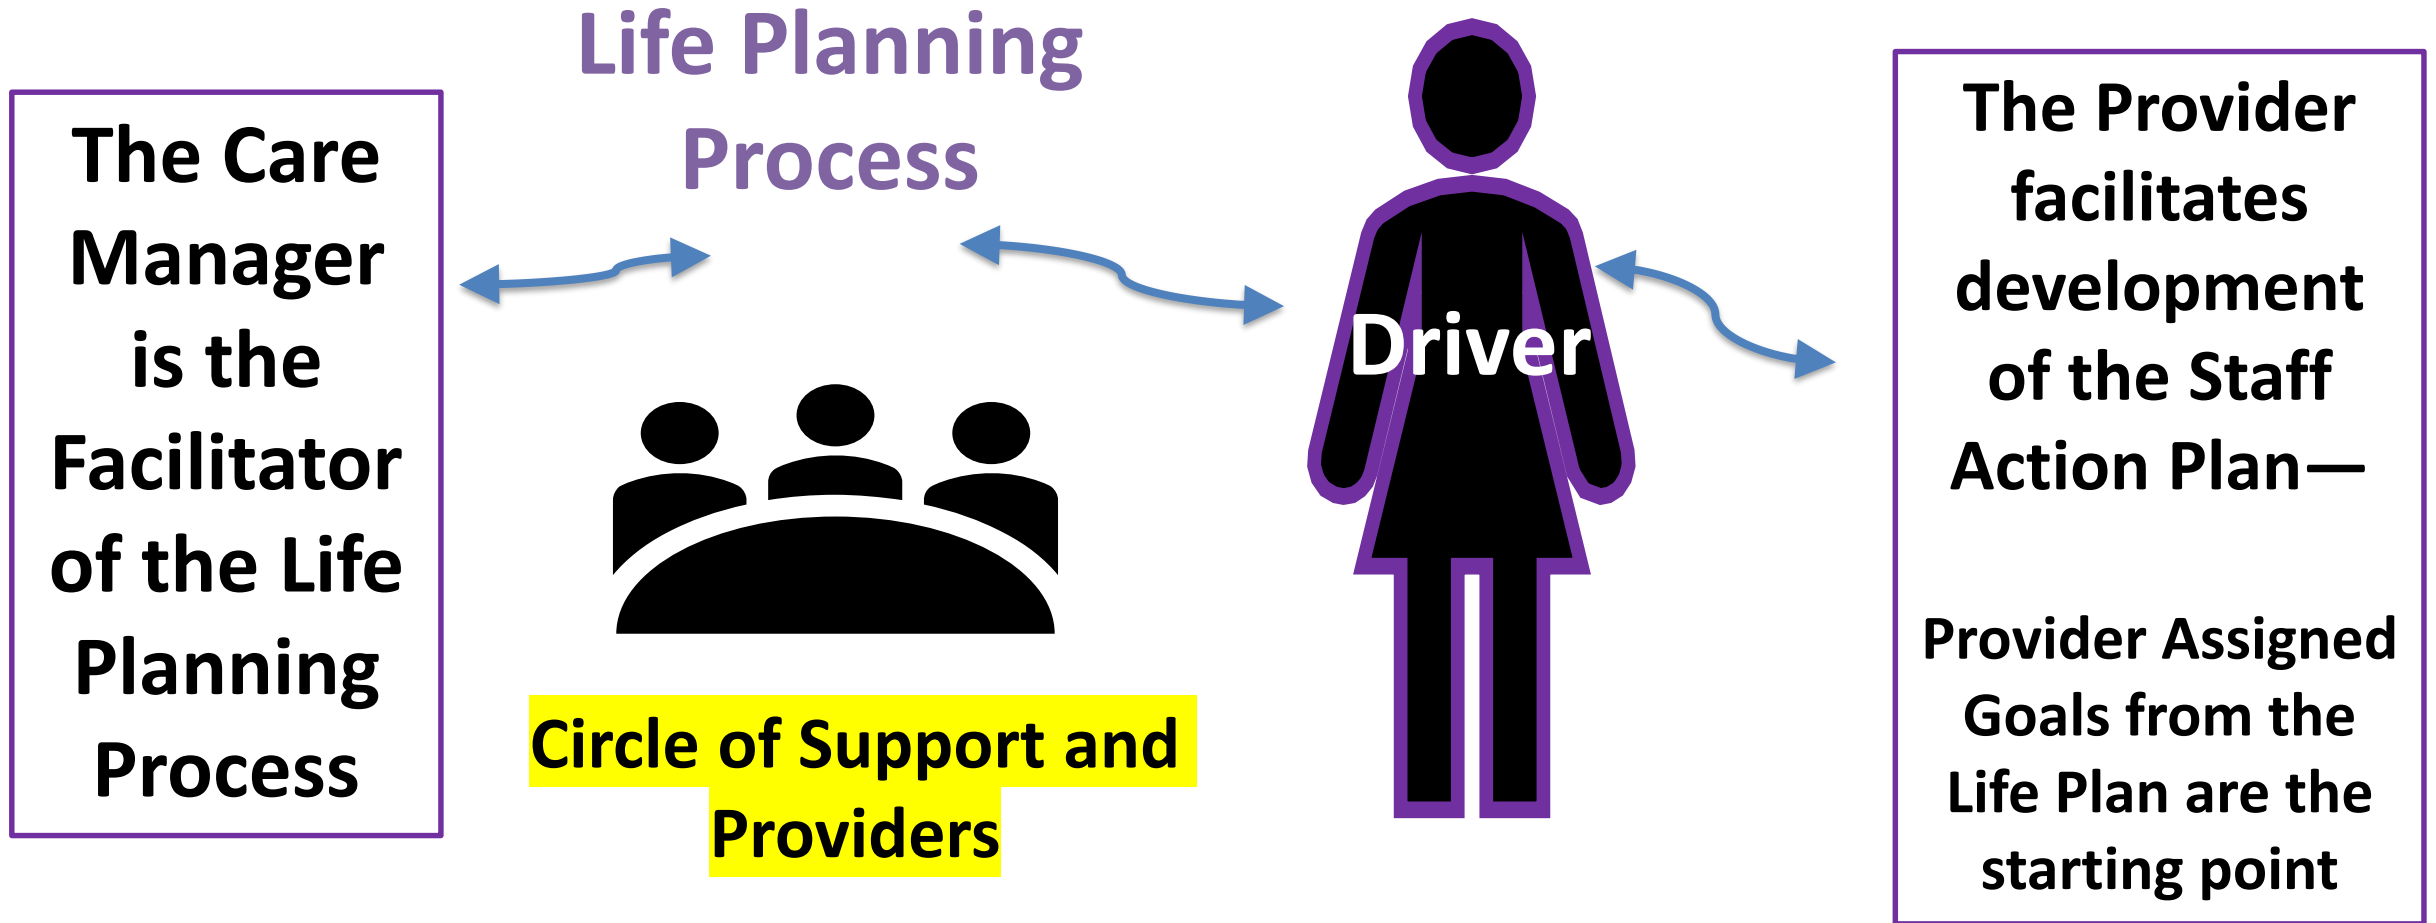 Life Planning
Process
The Care
Manager
is the
Facilitator
of the Life
Planning
Process
Circle of Support and
Providers
Driver
The Provider
facilitates
development
of the Staff
Action Plan—
Provider Assigned
Goals from the
Life Plan are the
starting point